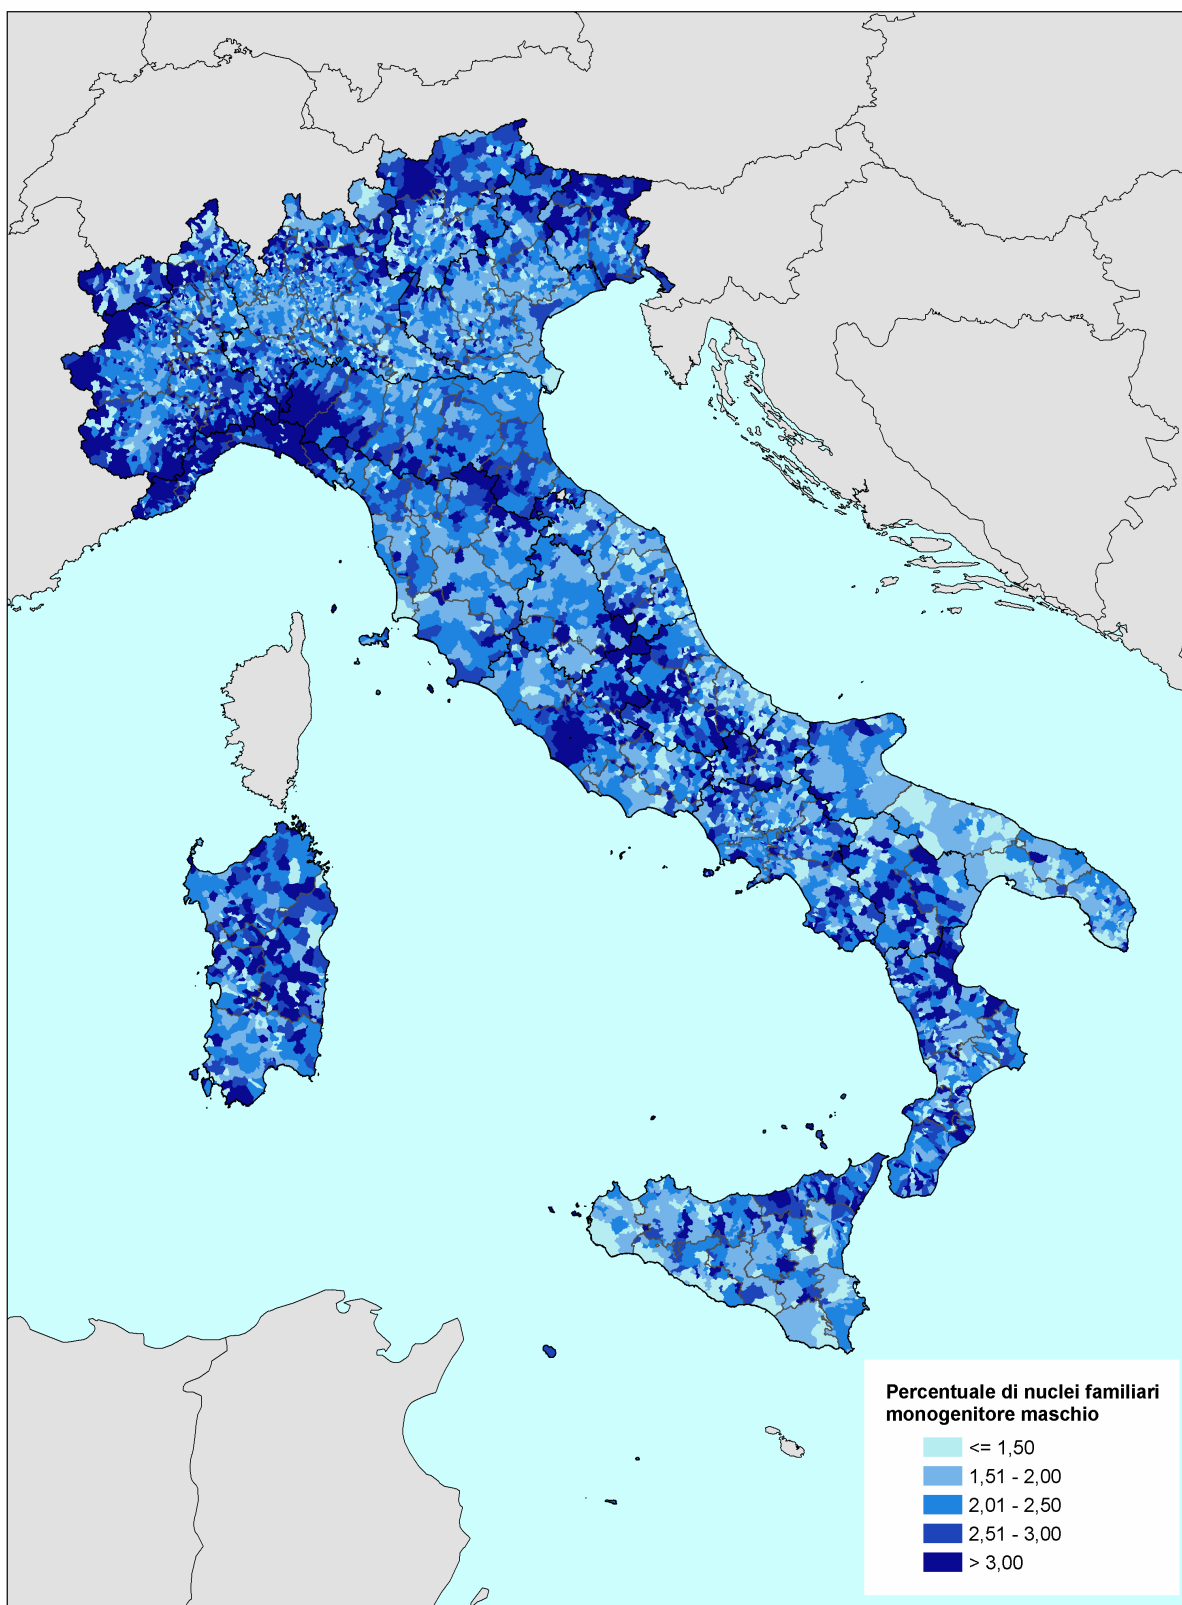 Percentuale di nuclei familiari
monogenitore maschio
<= 1,50
1,51 - 2,00
2,01 - 2,50
2,51 - 3,00
> 3,00